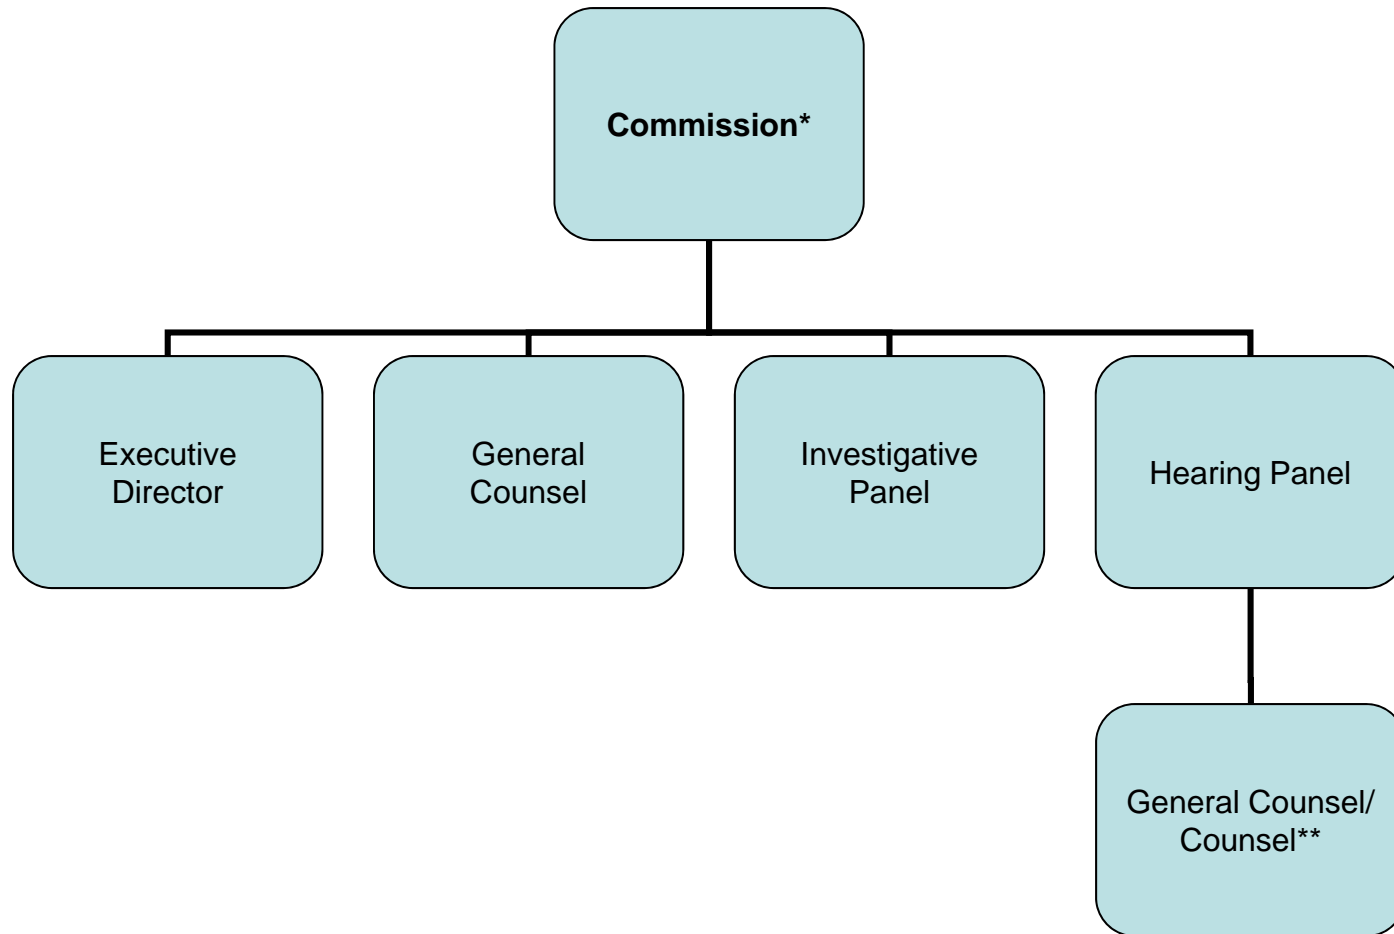 Commission*
Executive
Director
General
Counsel
Investigative
Panel
Hearing Panel
General Counsel/
Counsel**